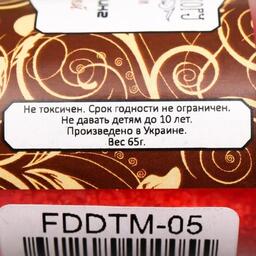 Не токсичен. Срок годности не ограничен.
Не давать детям до 10 лет.
Произведено в Украине.
Вес 65г.
FDDTM-05